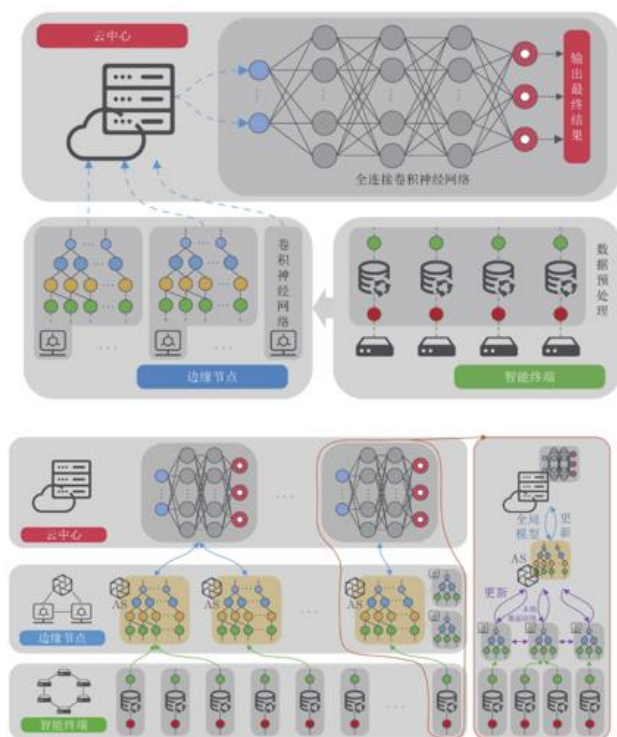 云中心
输出最终结果
全连接卷积神经网络
卷积神经网络
数据预处理
边缘节点
智能终端
云中心
全局模型
更新
AS
更新
AS
AS
AS
边缘节点
智能终端